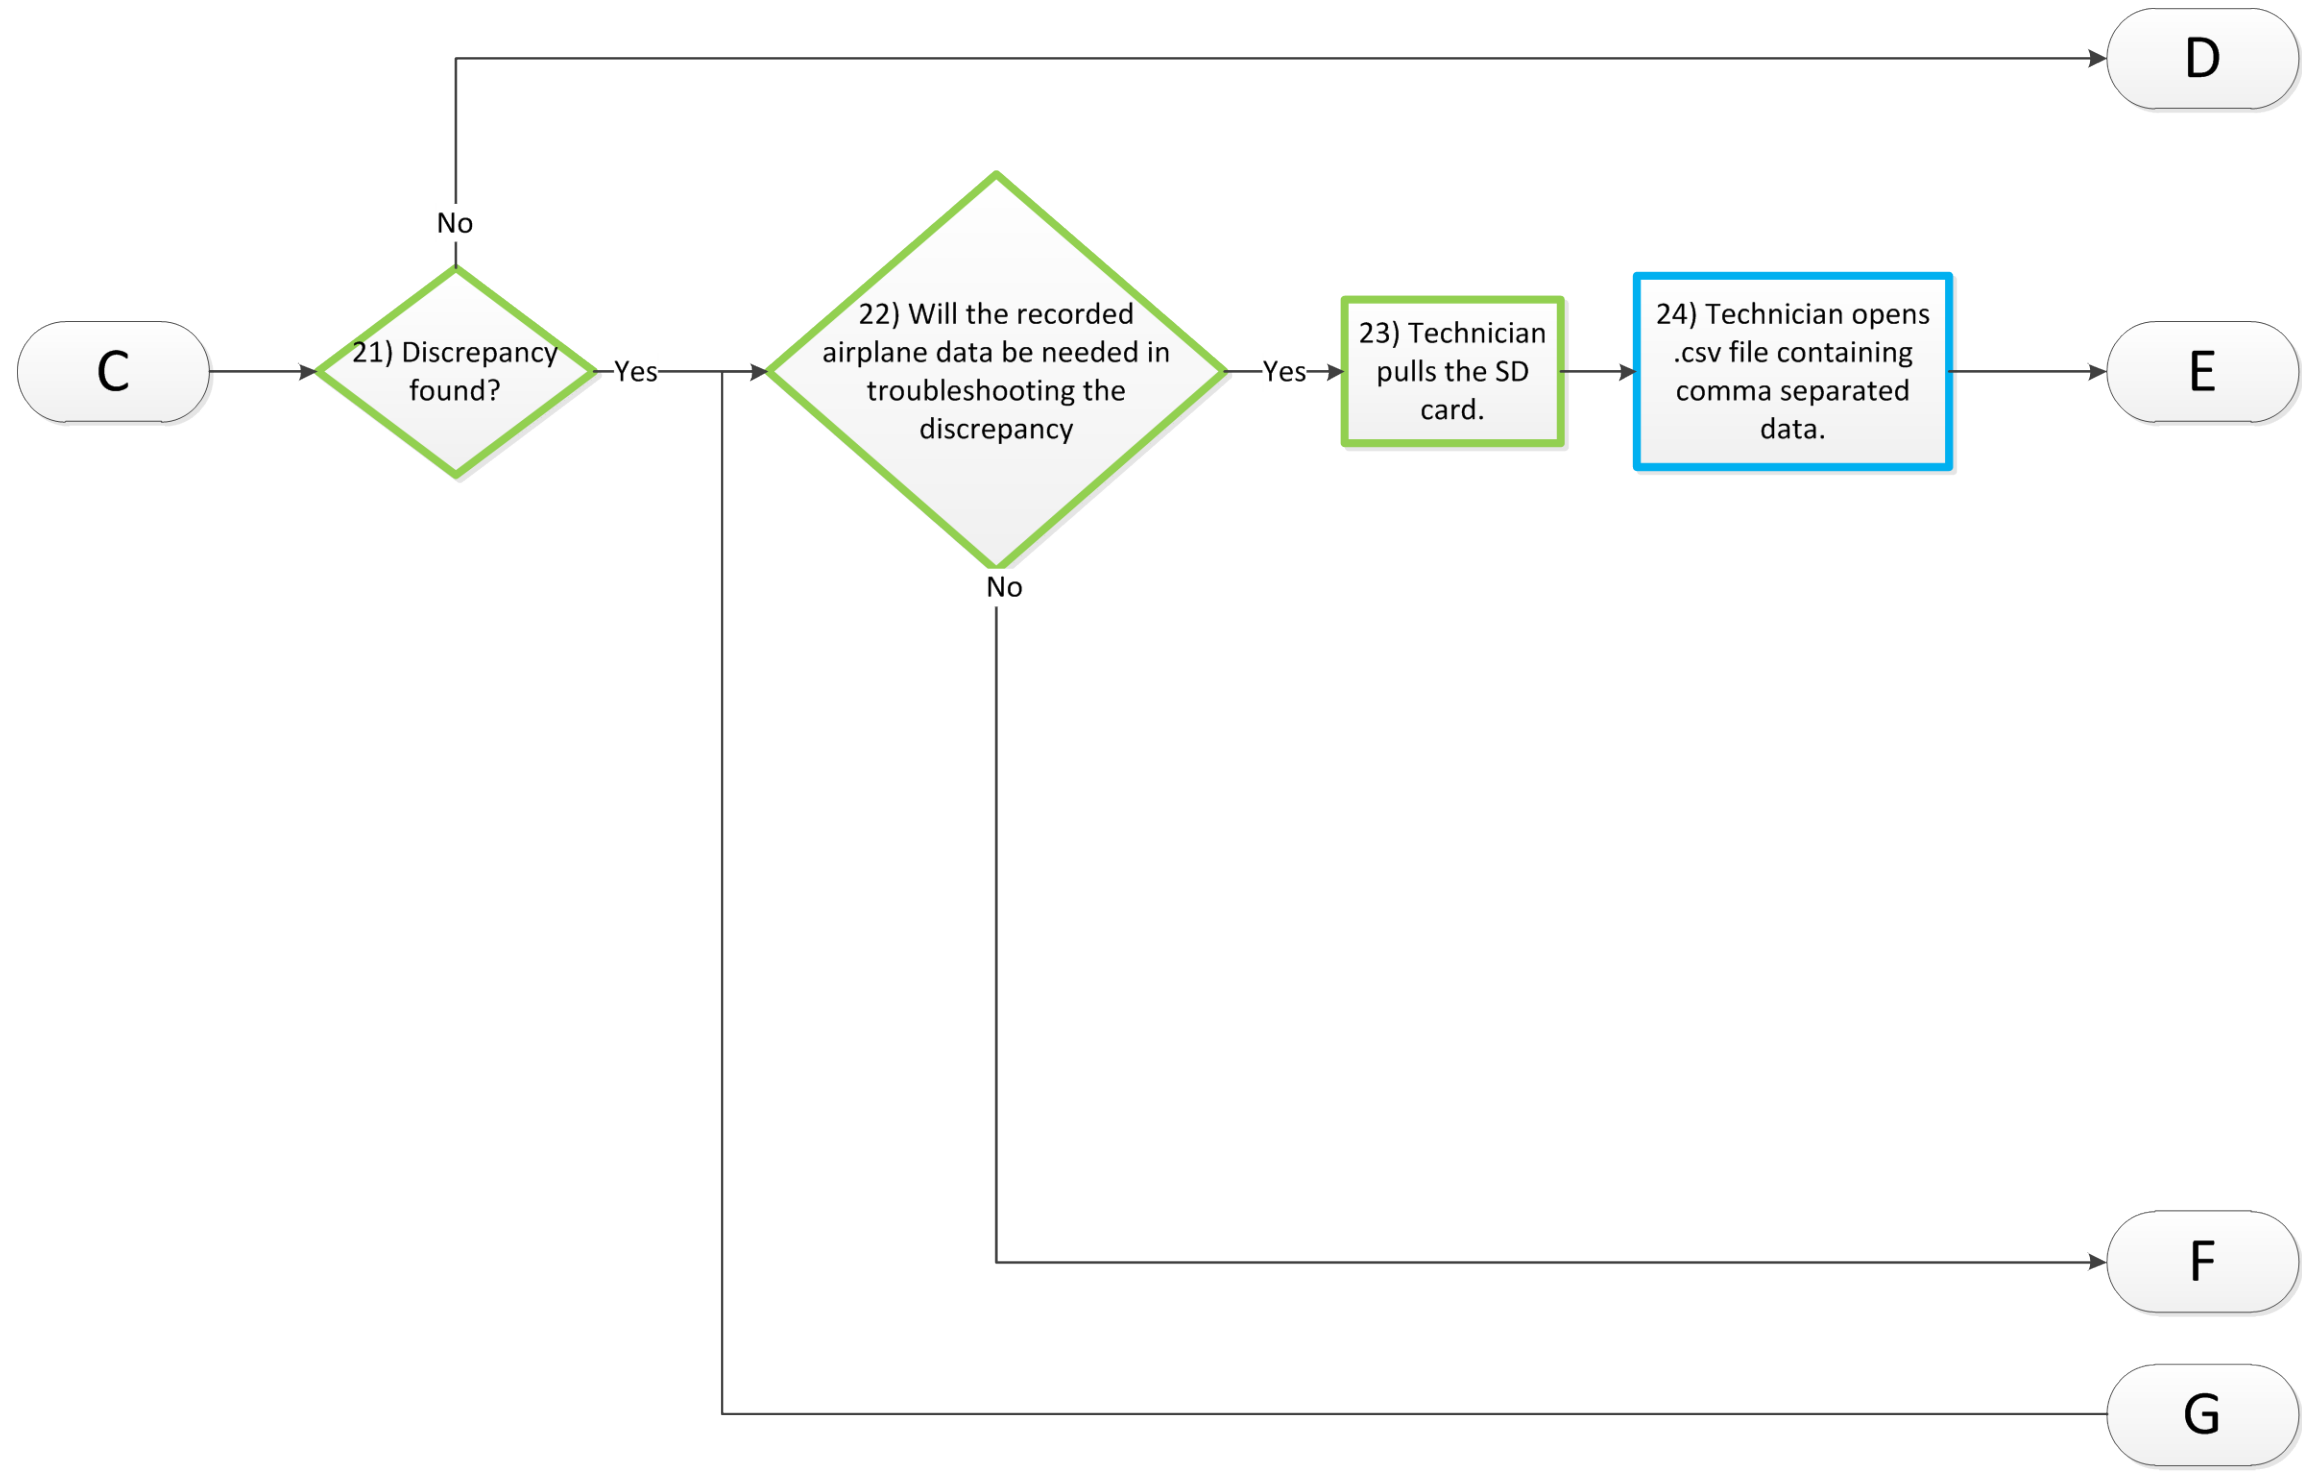 D
No
C
21) Discrepancy
found?
Yes
22) Will the recorded
airplane data be needed in
troubleshooting the
discrepancy
Yes
23) Technician
pulls the SD
card.
24) Technician opens
.csv file containing
comma separated
data.
E
No
F
G